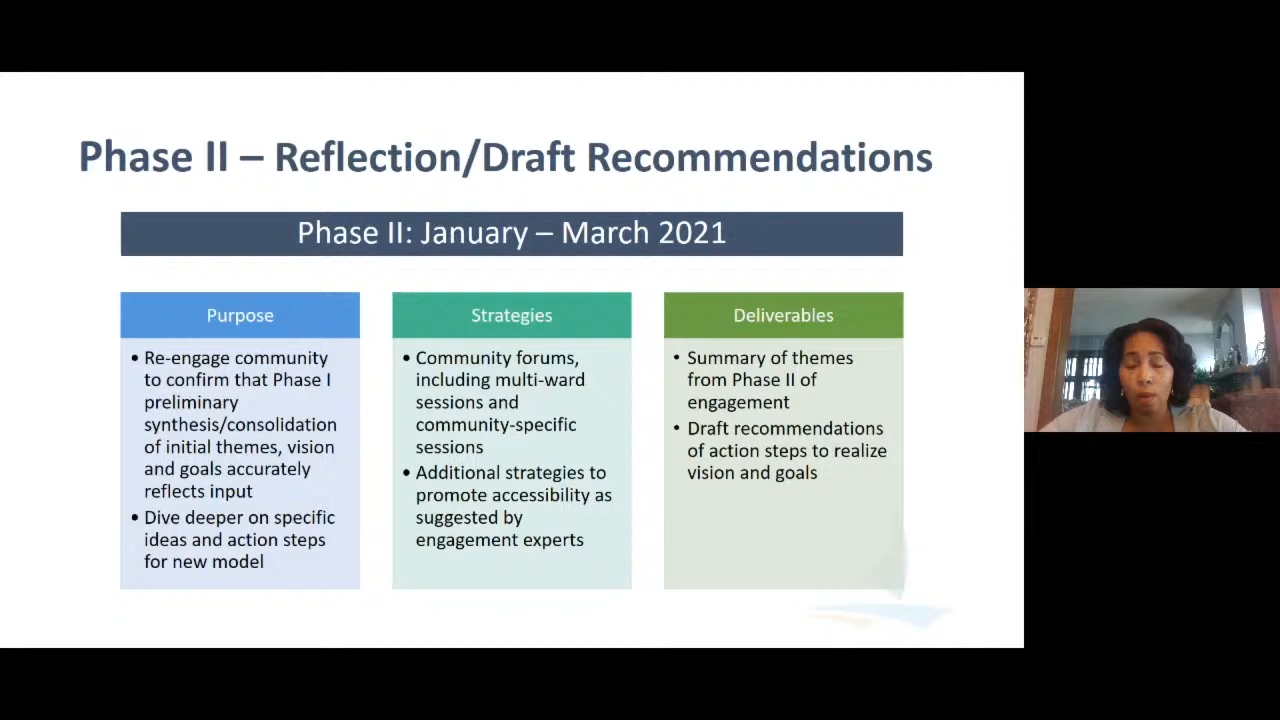 Phase II – Reflection/Draft Recommendations
Phase II: January – March 2021
Purpose
• Re-engage community
to confirm that Phase I
preliminary
synthesis/consolidation
of initial themes, vision
and goals accurately
reflects input
• Dive deeper on specific
ideas and action steps
for new model
Strategies
• Community forums,
including multi-ward
sessions and
community-specific
sessions
• Additional strategies to
promote accessibility as
suggested by
engagement experts
Deliverables
• Summary of themes
from Phase II of
engagement
• Draft recommendations
of action steps to realize
vision and goals